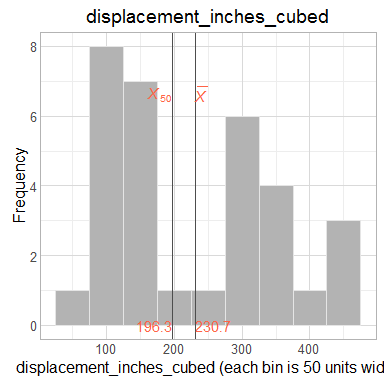 displacement_inches_cubed
8
6
4
2
0
Frequency
X50
X̅
196.3
230.7
100
200
300
400
displacement_inches_cubed (each bin is 50 units wid